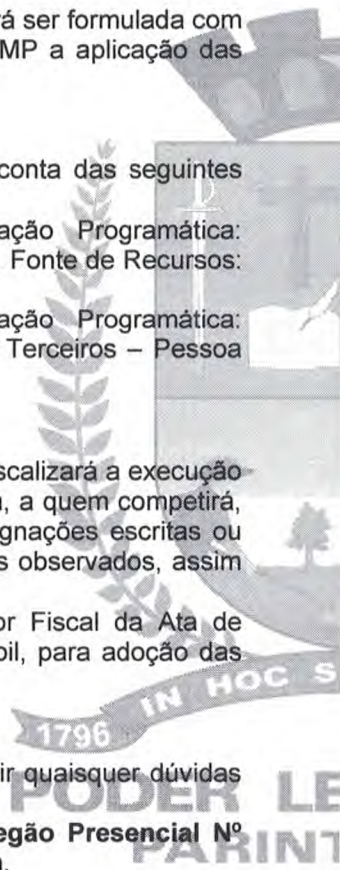 rá ser formulada com
MP a aplicação das
conta das seguintes
ação Programática:
Fonte de Recursos:
ação Programática:
Terceiros – Pessoa
scalizará a execução
, a quem competirá,
gnações escritas ou
s observados, assim
or Fiscal da Ata de
oil, para adoção das
IN HOC S
1796
ir quaisquer dúvidas
PODER LE
egão Presencial Nº
PARINT